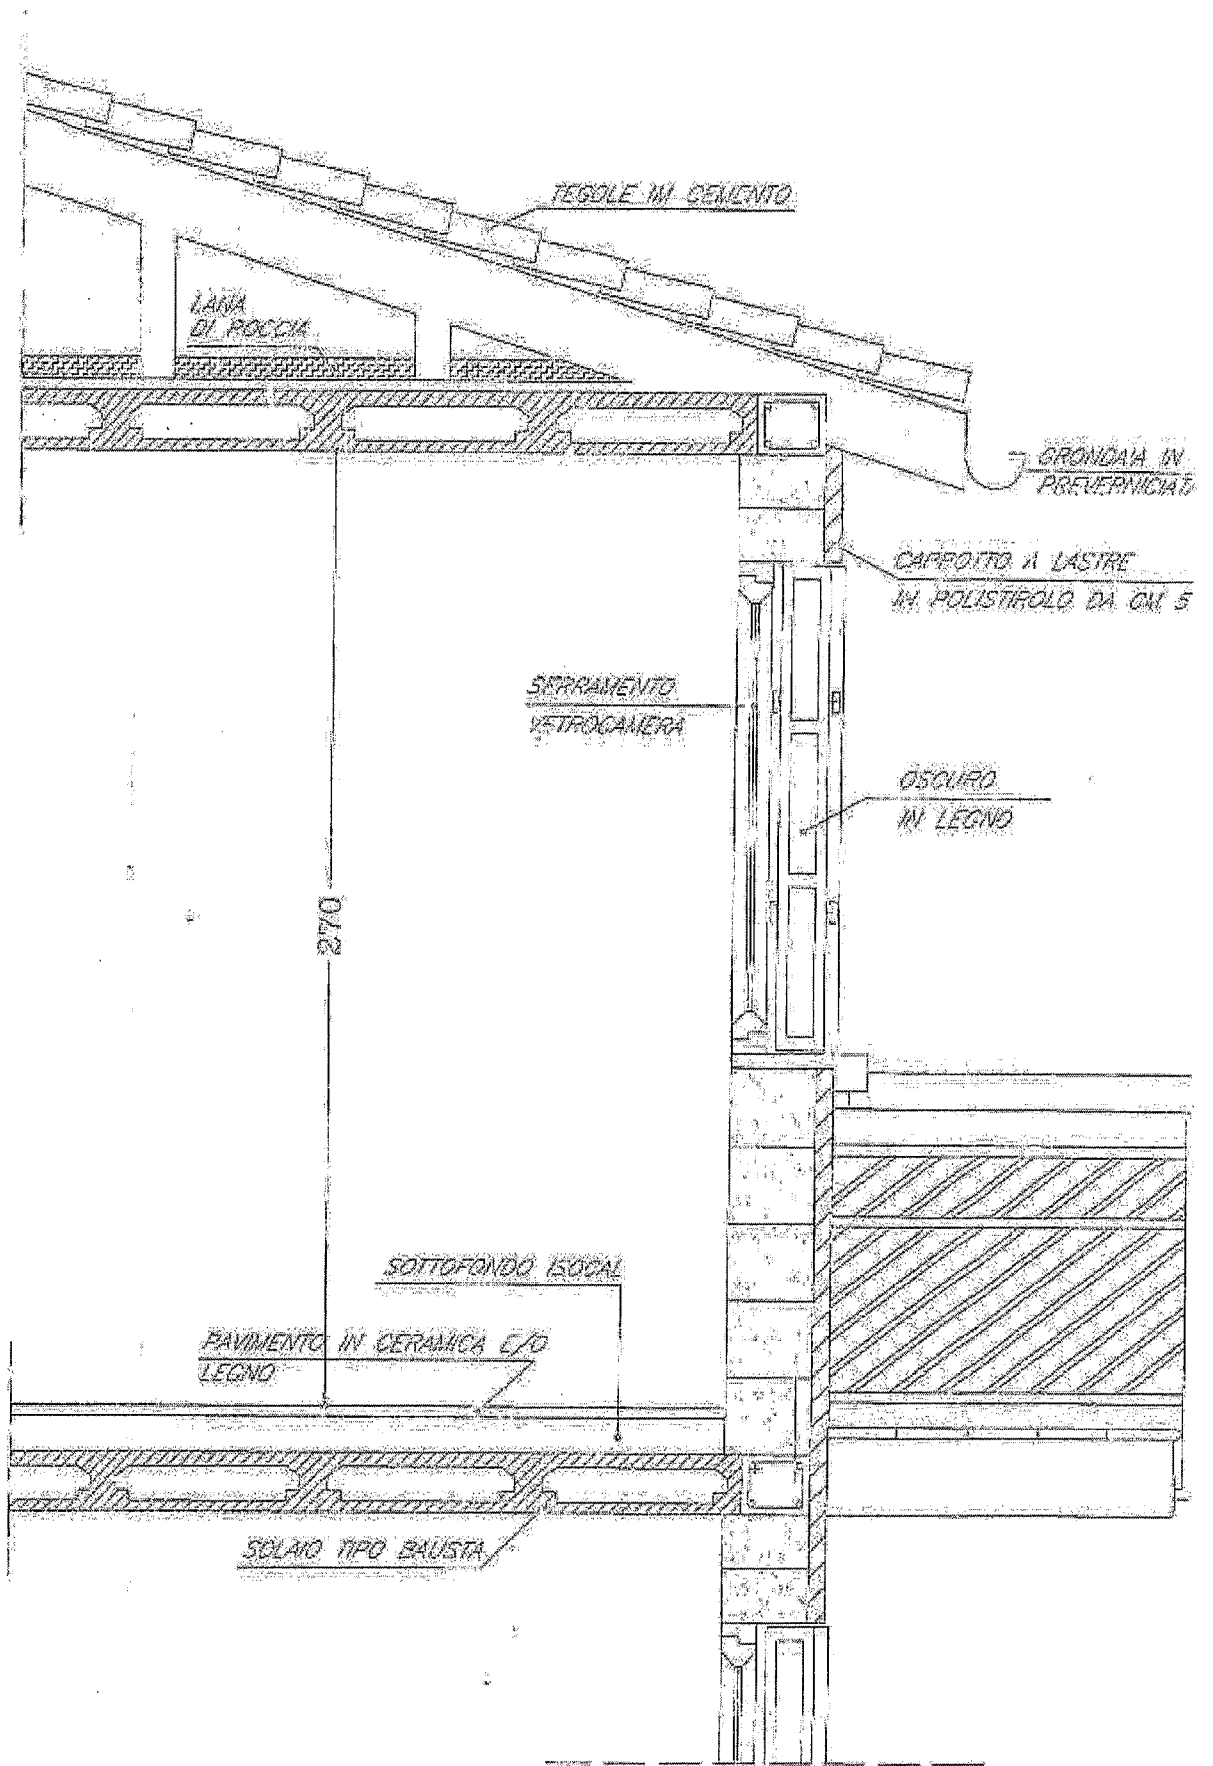 TEGOLE IN CEMENTO
LANA
DI ROCCIA
GRONDAIA IN
PREVERNICIAT
CAPPOTTO A LASTRE
IN POLISTIROLO DA CM 5
SERRAMENTO
VETROCAMERA
OSCURO
IN LEGNO
270
SOTTOFONDO ISOCAL
PAVIMENTO IN CERAMICA E/O
LEGNO
SOLAIO TIPO BAUSTA